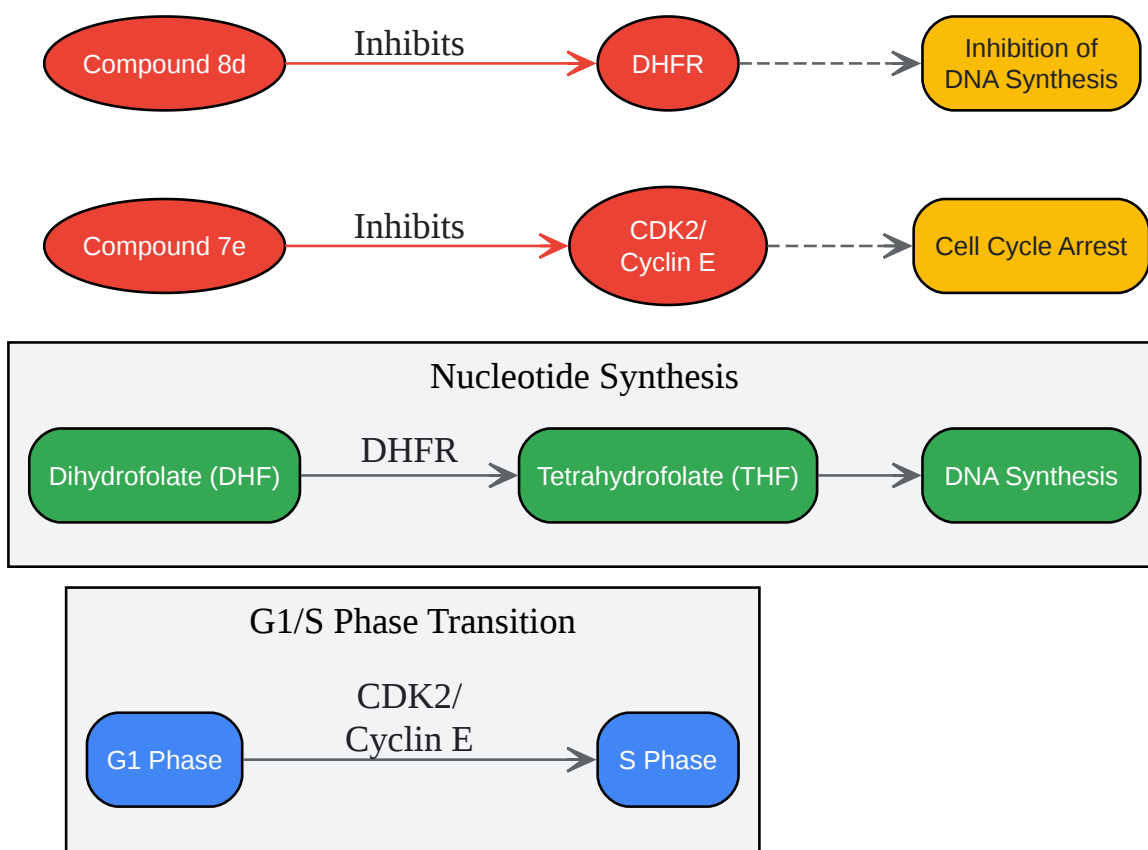 Compound 8d
Inhibits
DHFR
Inhibition of
DNA Synthesis
Compound 7e
Inhibits
CDK2/
Cyclin E
Cell Cycle Arrest
Nucleotide Synthesis
Dihydrofolate (DHF)
DHFR
Tetrahydrofolate (THF)
DNA Synthesis
G1/S Phase Transition
G1 Phase
CDK2/
Cyclin E
S Phase